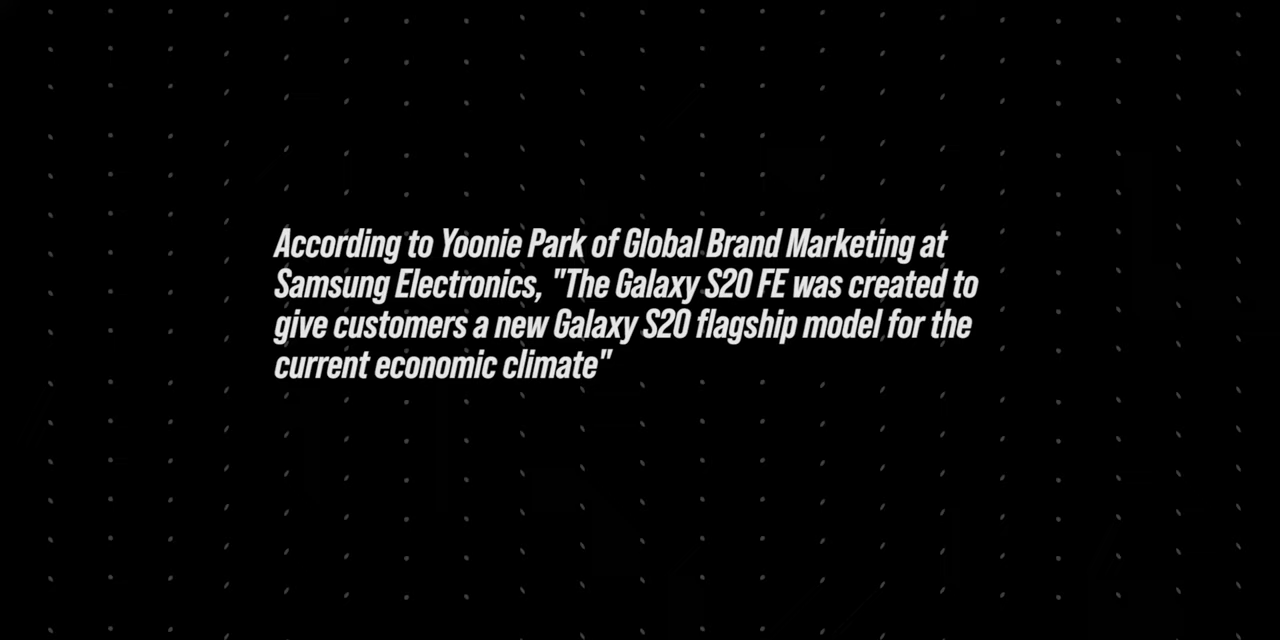 According to Yoonie Park of Global Brand Marketing at
Samsung Electronics, "The Galaxy S20 FE was created to
give customers a new Galaxy S20 flagship model for the
current economic climate"